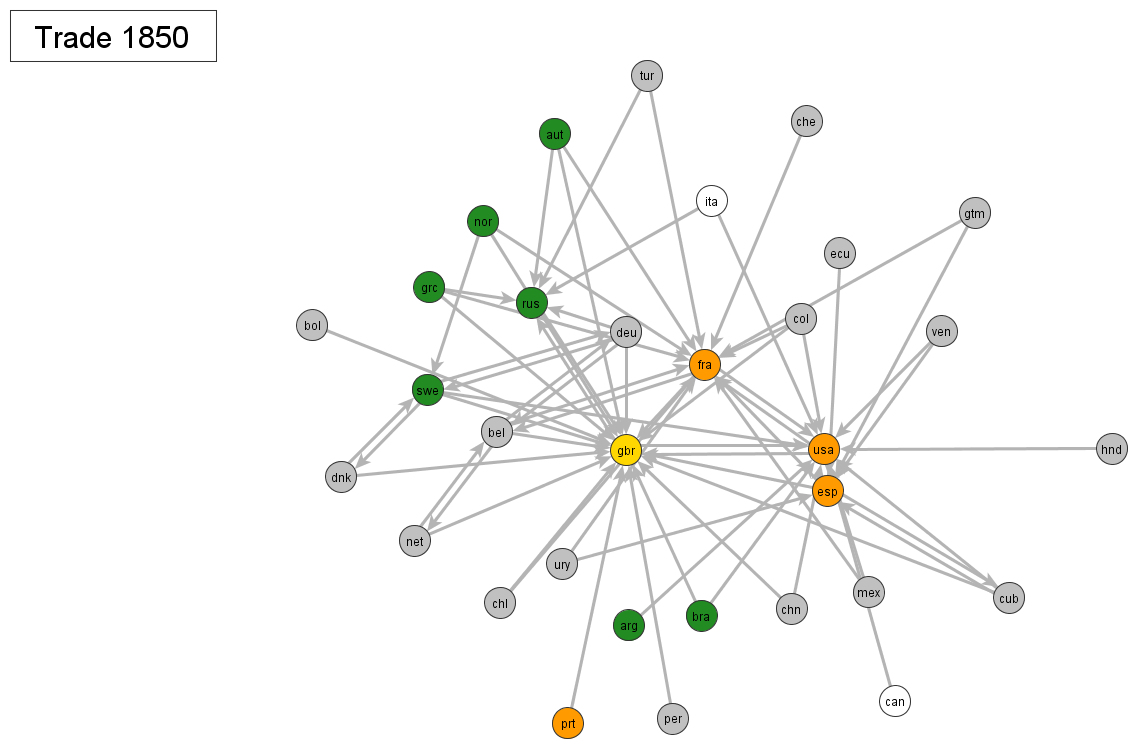 Trade 1850
tur
che
aut
ita
nor
gtm
ecu
grc
rus
col
bol
deu
ven
fra
swe
bel
gbr
usa
hnd
dnk
esp
net
ury
chl
mex
cub
chn
bra
arg
can
prt
per